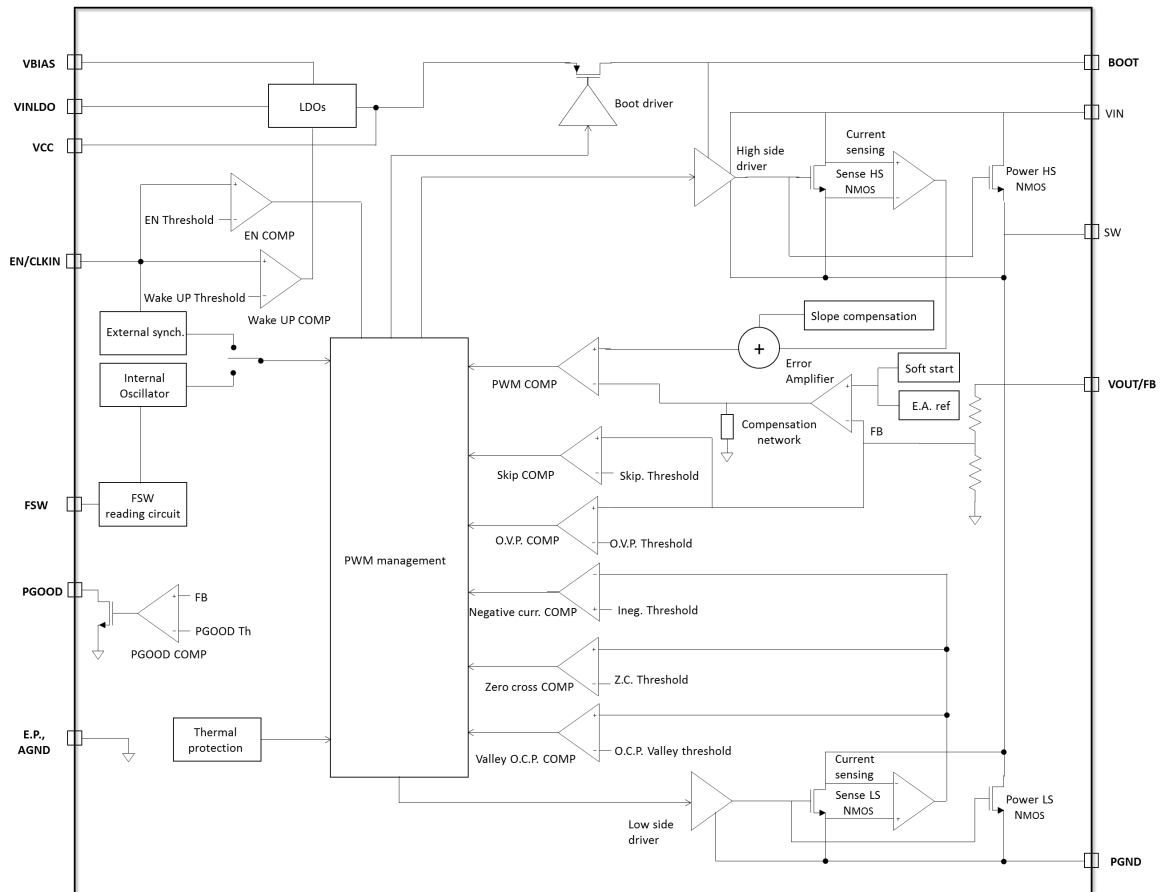 VBIAS
BOOT
LDOs
VINLDO
Boot driver
VIN
VCC
High side
driver
Current
sensing
Sense HS
NMOS
Power HS
NMOS
+
−
+
−
EN Threshold
EN COMP
SW
EN/CLKIN
+
−
Wake UP Threshold
Wake UP COMP
External synch.
Slope compensation
+
−
+
PWM COMP
Error
Amplifier
Soft start
E.A. ref
+
−
FB
VOUT/FB
Internal
Oscillator
Compensation
network
+
−
Skip COMP
Skip. Threshold
FSW
FSW
reading circuit
+
−
O.V.P. COMP
O.V.P. Threshold
PWM management
PGOOD
+
−
FB
PGOOD Th
PGOOD COMP
−
+
Negative curr. COMP
Ineg. Threshold
+
−
Zero cross COMP
Z.C. Threshold
E.P.,
AGND
Thermal
protection
+
−
Valley O.C.P. COMP
O.C.P. Valley threshold
Current
sensing
Sense LS
NMOS
−
+
Power LS
NMOS
Low side
driver
PGND